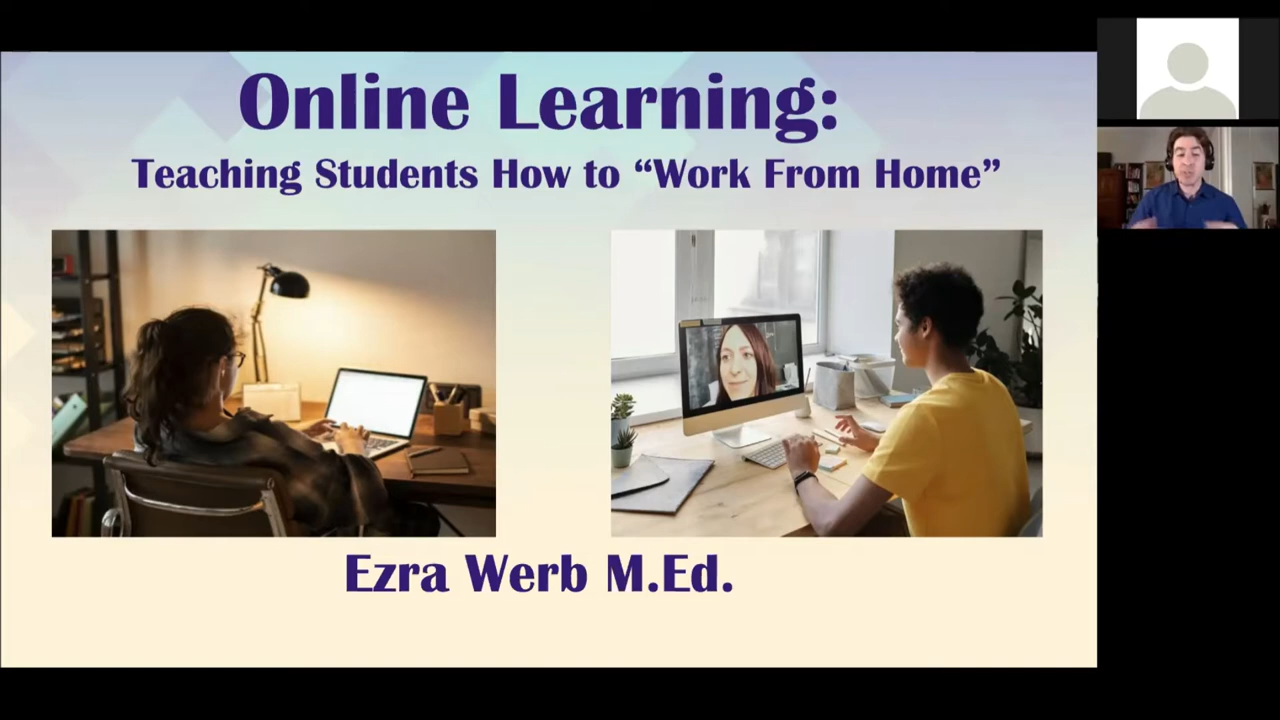 Online Learning:
Teaching Students How to “Work From Home”
Ezra Werb M.Ed.